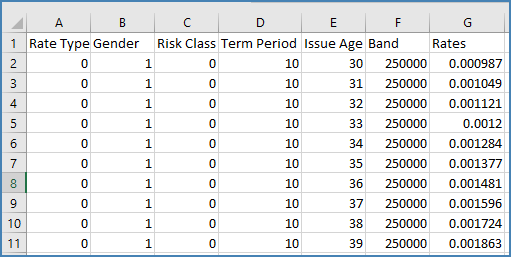 A B C D E F G
1 Rate Type Gender Risk Class Term Period Issue Age Band Rates
2 0 1 0 10 30 250000 0.000987
3 0 1 0 10 31 250000 0.001049
4 0 1 0 10 32 250000 0.001121
5 0 1 0 10 33 250000 0.0012
6 0 1 0 10 34 250000 0.001284
7 0 1 0 10 35 250000 0.001377
8 0 1 0 10 36 250000 0.001481
9 0 1 0 10 37 250000 0.001596
10 0 1 0 10 38 250000 0.001724
11 0 1 0 10 39 250000 0.001863